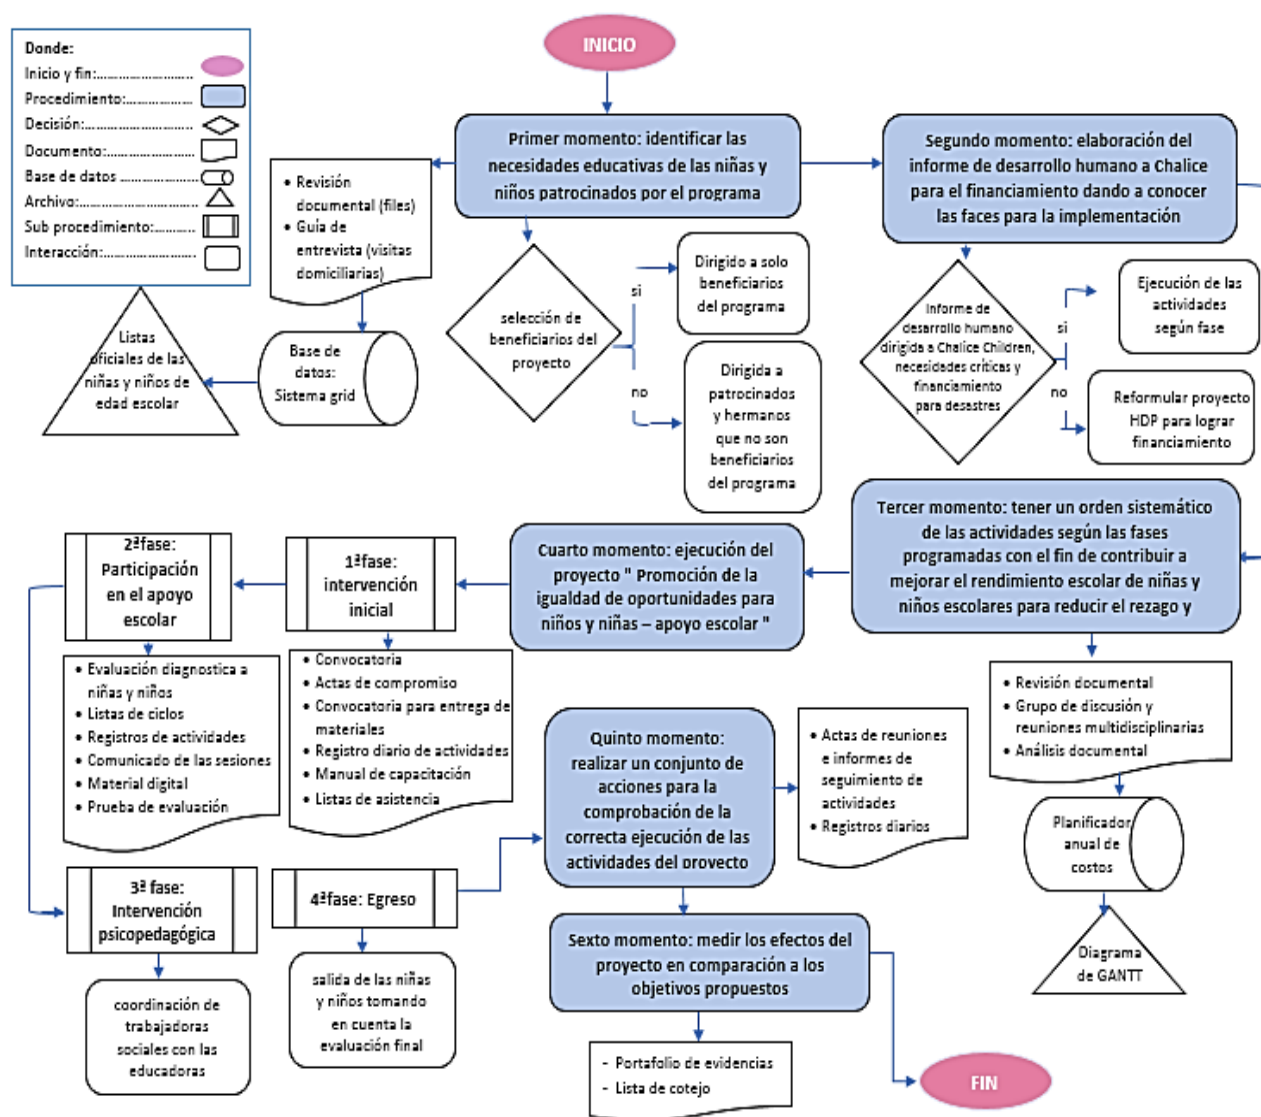 INICIO
Donde:
Inicio y fin:..........................
Procedimiento:..................
Decisión:............................
Documento:......................
Base de datos ..................
Archivo:..............................
Sub procedimiento:...........
Interacción:........................
Primer momento: identificar las
necesidades educativas de las niñas y
niños patrocinados por el programa
Segundo momento: elaboración del
informe de desarrollo humano a Chalice
para el financiamiento dando a conocer
las faces para la implementación
• Revisión
documental (files)
• Guía de
entrevista (visitas
domiciliarias)
selección de
beneficiarios del
proyecto
si
no
Dirigido a solo
beneficiarios
del programa
Dirigida a
patrocinados
y hermanos
que no son
beneficiarios
del programa
Informe de
desarrollo humano
dirigida a Chalice Children,
necesidades críticas y
financiamiento
para desastres
si
no
Ejecución de las
actividades
según fase
Reformular proyecto
HDP para lograr
financiamiento
Listas
oficiales de las
niñas y niños de
edad escolar
Base de
datos:
Sistema grid
Tercer momento: tener un orden sistemático
de las actividades según las fases
programadas con el fin de contribuir a
mejorar el rendimiento escolar de niñas y
niños escolares para reducir el rezago y
Cuarto momento: ejecución del
proyecto " Promoción de la
igualdad de oportunidades para
niños y niñas – apoyo escolar "
1ªfase:
intervención
inicial
2ªfase:
Participación
en el apoyo
escolar
• Evaluación diagnostica a
niñas y niños
• Listas de ciclos
• Registros de actividades
• Comunicado de las sesiones
• Material digital
• Prueba de evaluación
• Convocatoria
• Actas de compromiso
• Convocatoria para entrega de
materiales
• Registro diario de actividades
• Manual de capacitación
• Listas de asistencia
Quinto momento:
realizar un conjunto de
acciones para la
comprobación de la
correcta ejecución de las
actividades del proyecto
• Actas de reuniones
e informes de
seguimiento de
actividades
• Registros diarios
• Revisión documental
• Grupo de discusión y
reuniones multidisciplinarias
• Análisis documental
Planificador
anual de
costos
Diagrama
de GANTT
3ª fase:
Intervención
psicopedagógica
4ªfase: Egreso
coordinación de
trabajadoras
sociales con las
educadoras
salida de las niñas
y niños tomando
en cuenta la
evaluación final
Sexto momento: medir los efectos del
proyecto en comparación a los
objetivos propuestos
- Portafolio de evidencias
- Lista de cotejo
FIN